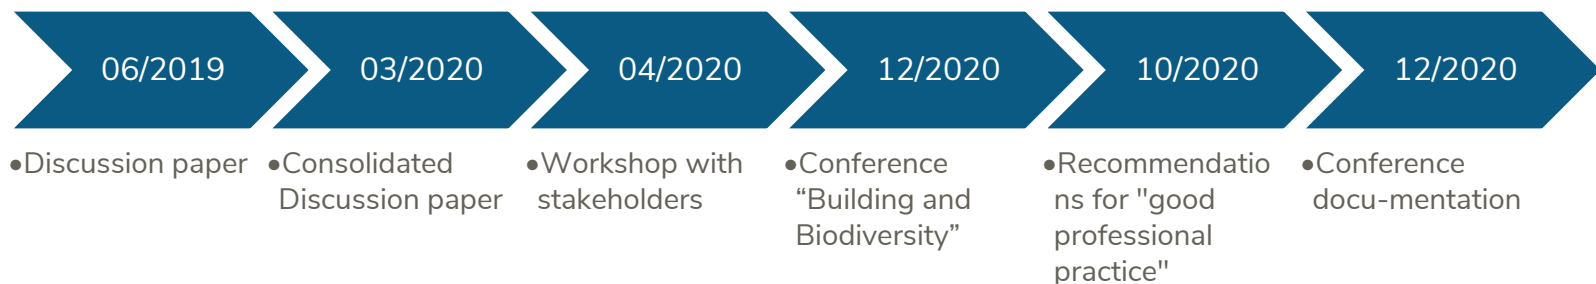 06/2019
03/2020
04/2020
12/2020
10/2020
12/2020
•Discussion paper
•Consolidated
Discussion paper
•Workshop with
stakeholders
•Conference
“Building and
Biodiversity”
•Recommendatio
ns for "good
professional
practice"
•Conference
docu-mentation